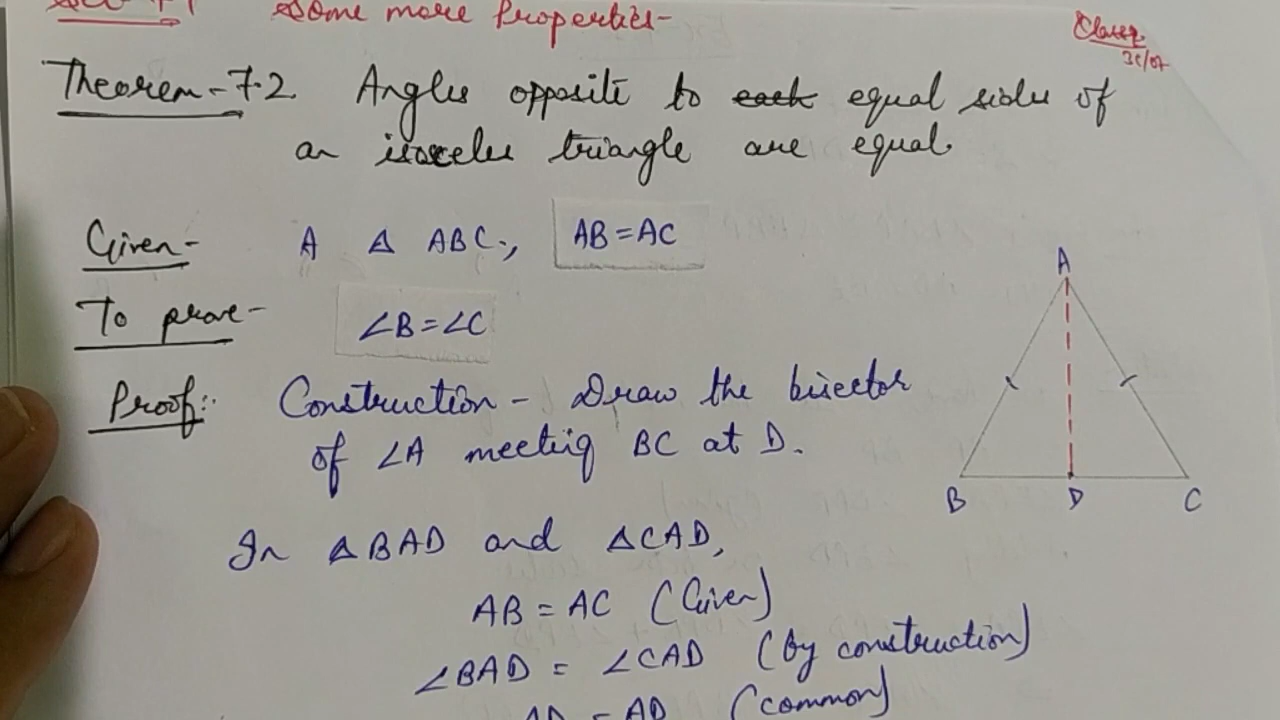 Some more Properties-
Theorem-7.2 Angles opposite to each equal sides of
an isosceles triangle are equal.
Given- A Δ ABC., AB=AC
To prove- ∠B=∠C
Proof:- Construction - Draw the bisector
of ∠A meeting BC at D.
In ΔBAD and ΔCAD,
AB = AC (Given)
∠BAD = ∠CAD (by construction)
AD = AD (common)
A
B
D
C